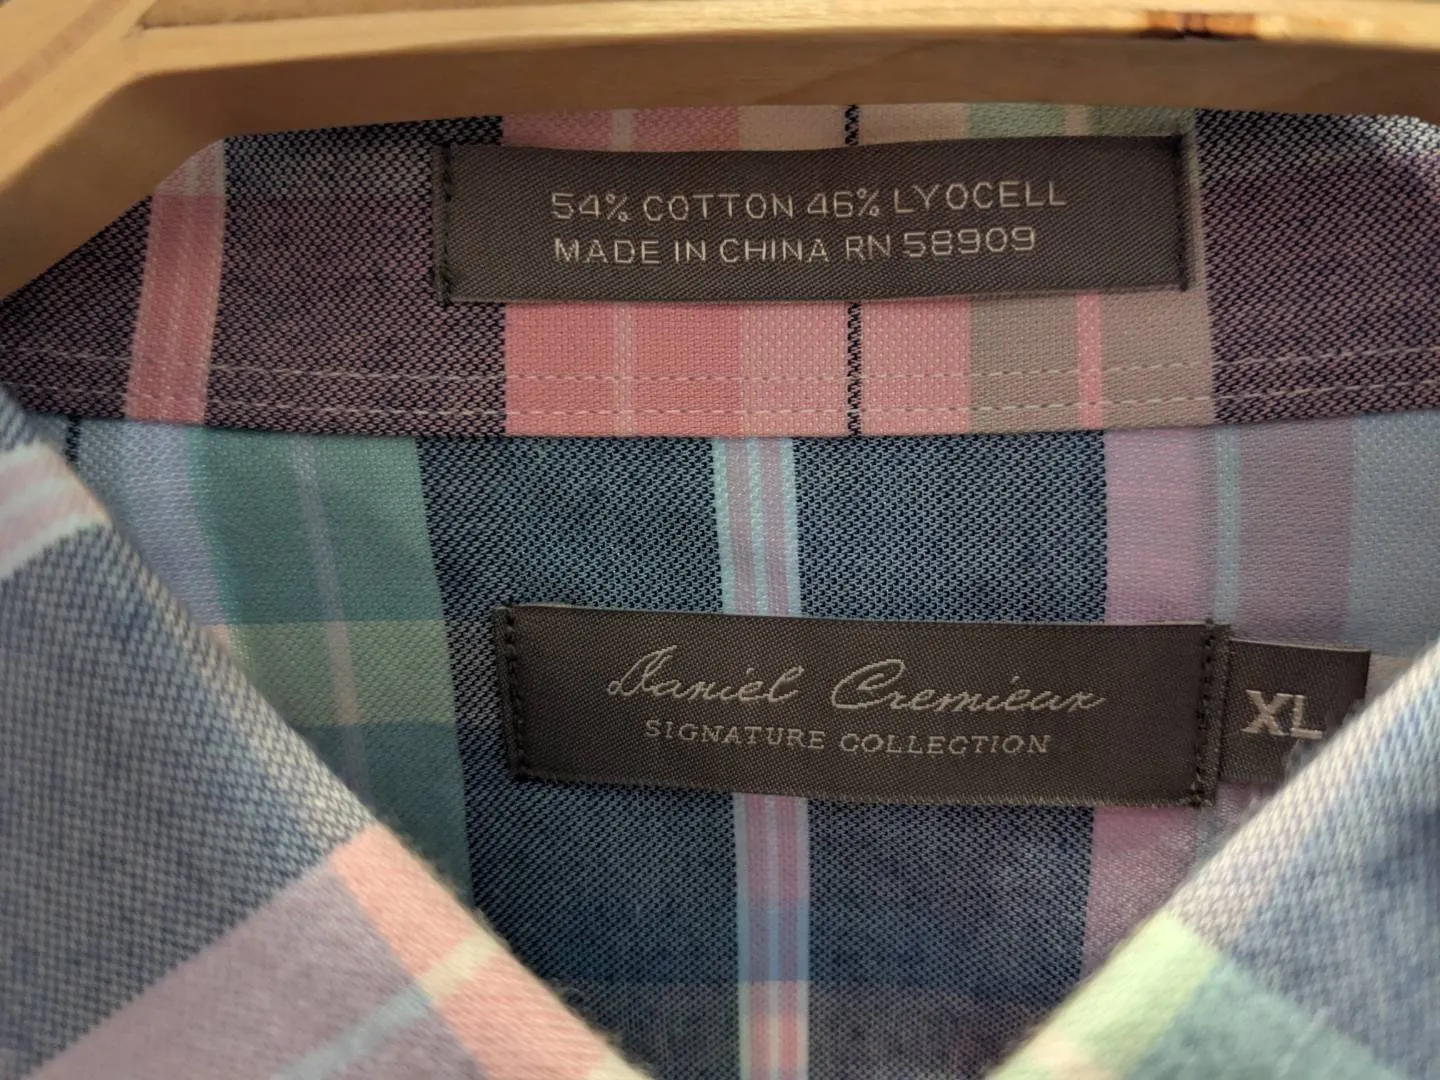 54% COTTON 46% LYOCELL
MADE IN CHINA RN 58909
Daniel Cremieux
SIGNATURE COLLECTION
XL